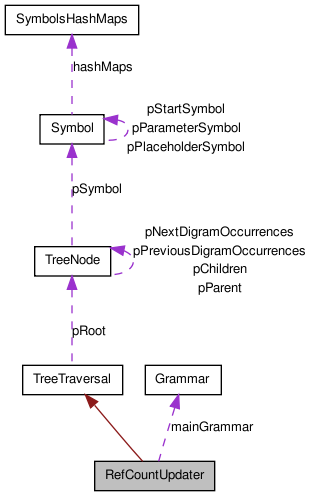 SymbolsHashMaps
hashMaps
pStartSymbol
Symbol
pParameterSymbol
pPlaceholderSymbol
pSymbol
pNextDigramOccurrences
pPreviousDigramOccurrences
TreeNode
pChildren
pParent
pRoot
TreeTraversal
Grammar
mainGrammar
RefCountUpdater